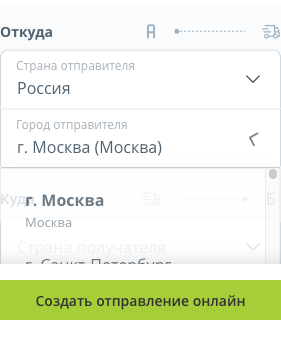 Откуда
А
Страна отправителя
Россия
Город отправителя
г. Москва (Москва)
г. Москва
Куда
Б
Москва
Страна получателя
г. Санкт-Петербург
Создать отправление онлайн